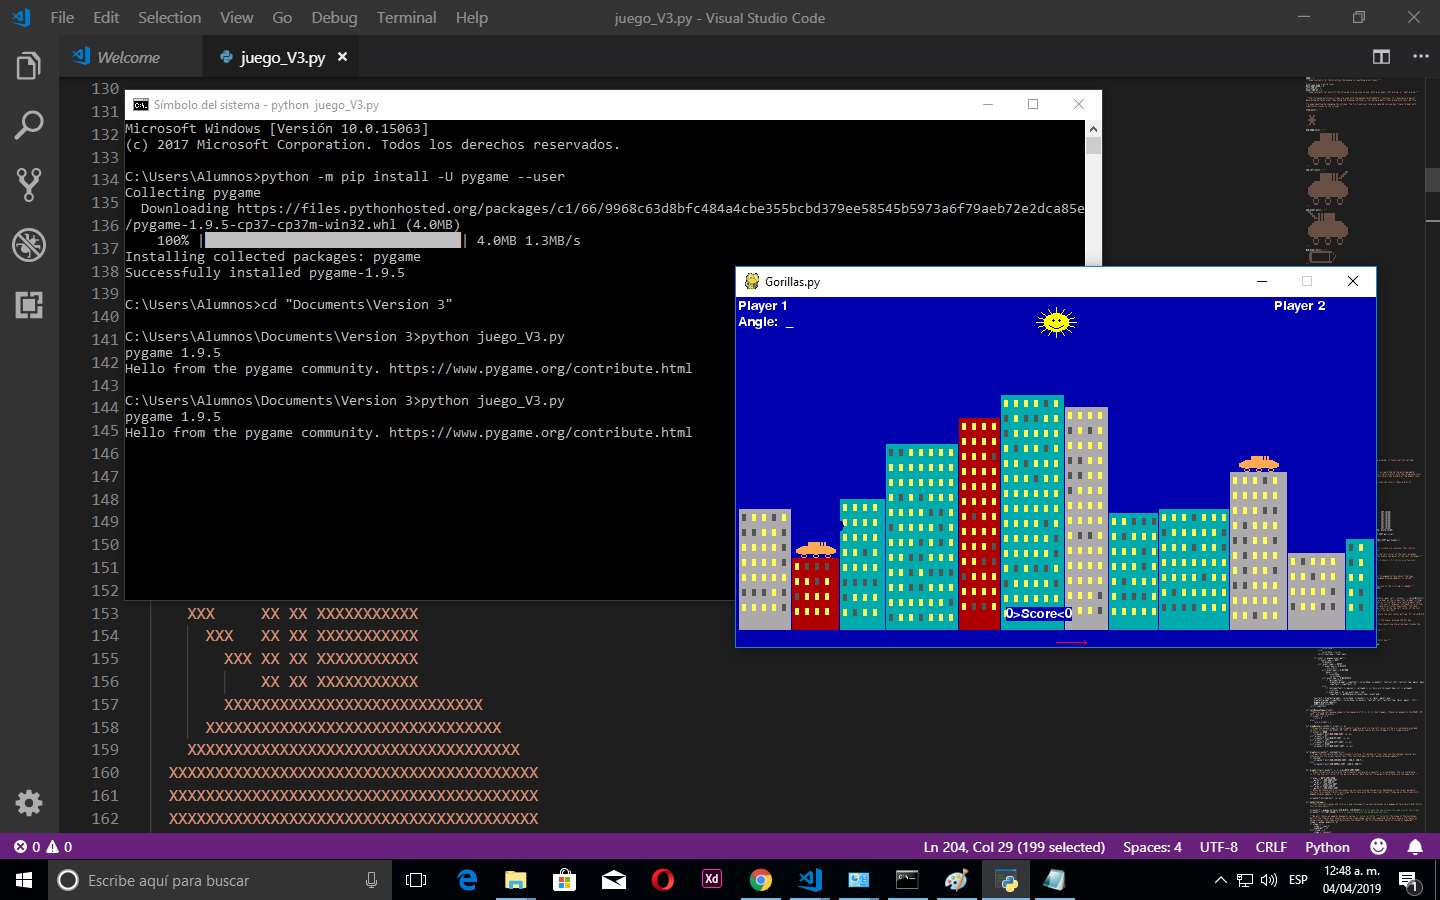 File Edit Selection View Go Debug Terminal Help
juego_V3.py - Visual Studio Code
Welcome
juego_V3.py
130
131
132
133
134
135
136
137
138
139
140
141
142
143
144
145
146
147
148
149
150
151
152
Símbolo del sistema - python juego_V3.py
Microsoft Windows [Versión 10.0.15063]
(c) 2017 Microsoft Corporation. Todos los derechos reservados.
C:\Users\Alumnos>python -m pip install -U pygame --user
Collecting pygame
Downloading https://files.pythonhosted.org/packages/c1/66/9968c63d8bfc484a4cbe355bcbd379ee58545b5973a6f79aeb72e2dca85e
/pygame-1.9.5-cp37-cp37m-win32.whl (4.0MB)
100% | | 4.0MB 1.3MB/s
Installing collected packages: pygame
Successfully installed pygame-1.9.5
C:\Users\Alumnos>cd "Documents\Version 3"
C:\Users\Alumnos\Documents\Version 3>python juego_V3.py
pygame 1.9.5
Hello from the pygame community. https://www.pygame.org/contribute.html
C:\Users\Alumnos\Documents\Version 3>python juego_V3.py
pygame 1.9.5
Hello from the pygame community. https://www.pygame.org/contribute.html
Gorillas.py
Player 1
Player 2
Angle: _
0>Score<0
153 XXX XX XX XXXXXXXXXXX
154 XXX XX XX XXXXXXXXXXX
155 XXX XX XX XXXXXXXXXXX
156 XX XX XXXXXXXXXXX
157 XXXXXXXXXXXXXXXXXXXXXXXXXXXX
158 XXXXXXXXXXXXXXXXXXXXXXXXXXXXXXXX
159 XXXXXXXXXXXXXXXXXXXXXXXXXXXXXXXXXXXX
160 XXXXXXXXXXXXXXXXXXXXXXXXXXXXXXXXXXXXXXXX
161 XXXXXXXXXXXXXXXXXXXXXXXXXXXXXXXXXXXXXXXX
162 XXXXXXXXXXXXXXXXXXXXXXXXXXXXXXXXXXXXXXXX
0 0
Ln 204, Col 29 (199 selected) Spaces: 4 UTF-8 CRLF Python
Escribe aquí para buscar
Xd
ESP
12:48 a. m.
04/04/2019
1